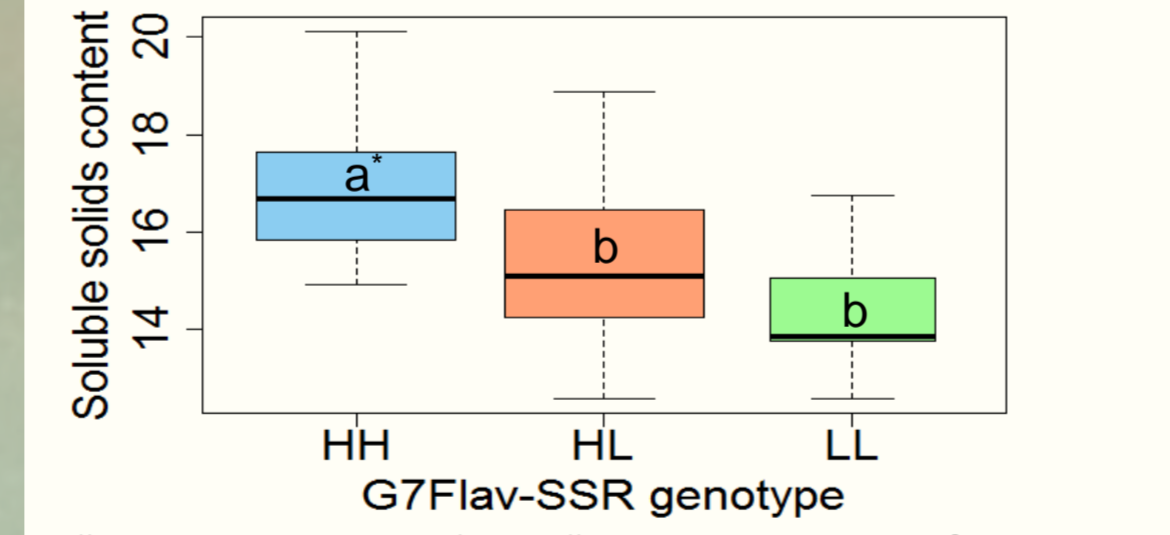 Soluble solids content
20
18
16
14
a*
b
b
HH HL LL
G7Flav-SSR genotype